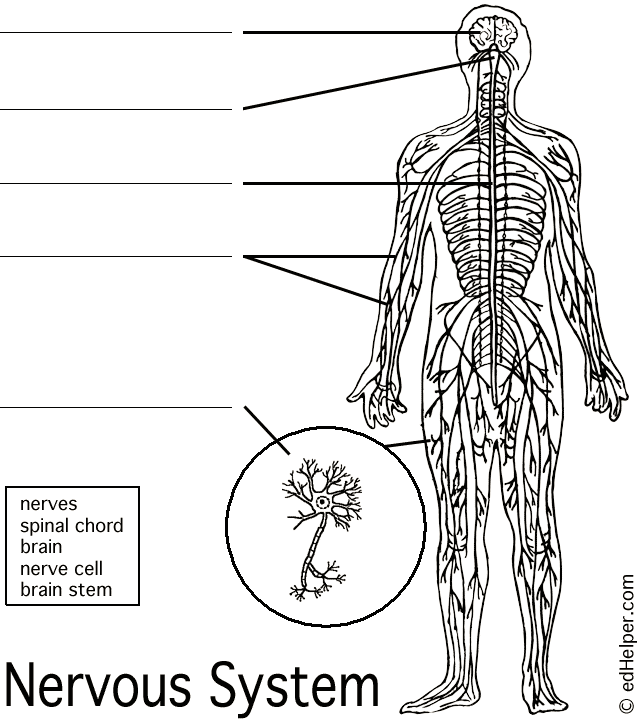 nerves
spinal chord
brain
nerve cell
brain stem
Nervous System
© edHelper.com